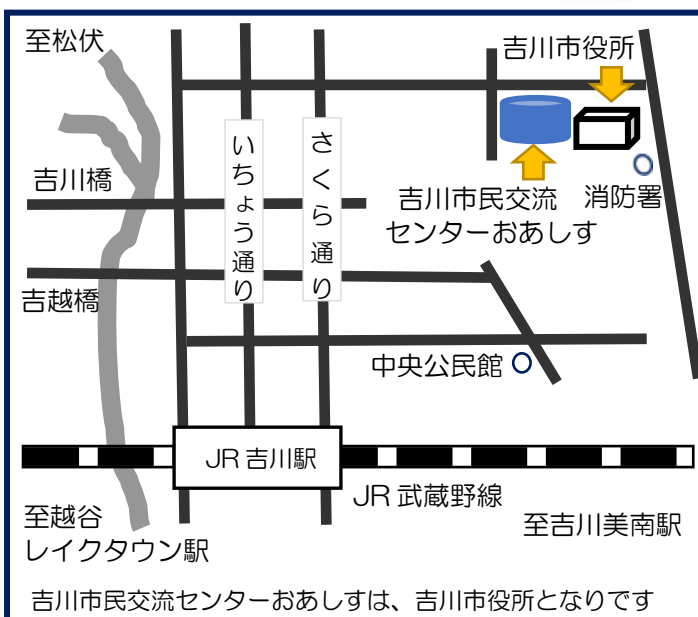 至松伏
吉川市役所
いちょう通り
さくら通り
吉川橋
吉川市民交流
センターおあしす
消防署
吉越橋
中央公民館
JR 吉川駅
JR 武蔵野線
至越谷
レイクタウン駅
至吉川美南駅
吉川市民交流センターおあしすは、吉川市役所となりです